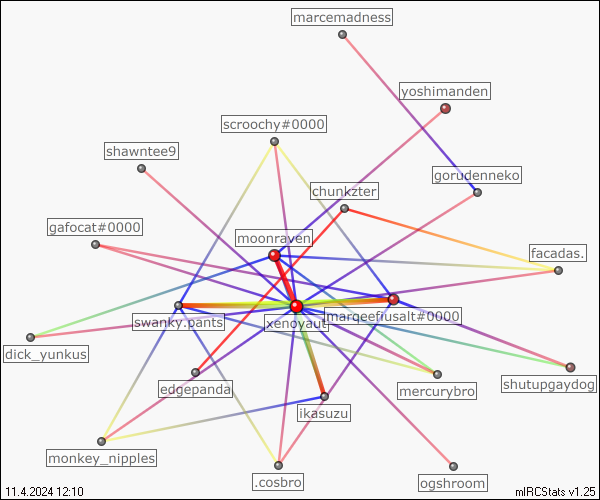 marcemadness
yoshimanden
scroochy#0000
shawntee9
gorudenneko
chunkzter
gafocat#0000
moonraven
facadas.
swanky.pants
xenoyaut
marqeefusalt#0000
dick_yunkus
edgepanda
mercurybro
shutupgaydog
ikasuzu
monkey_nipples
.cosbro
ogshroom
11.4.2024 12:10
mIRCStats v1.25